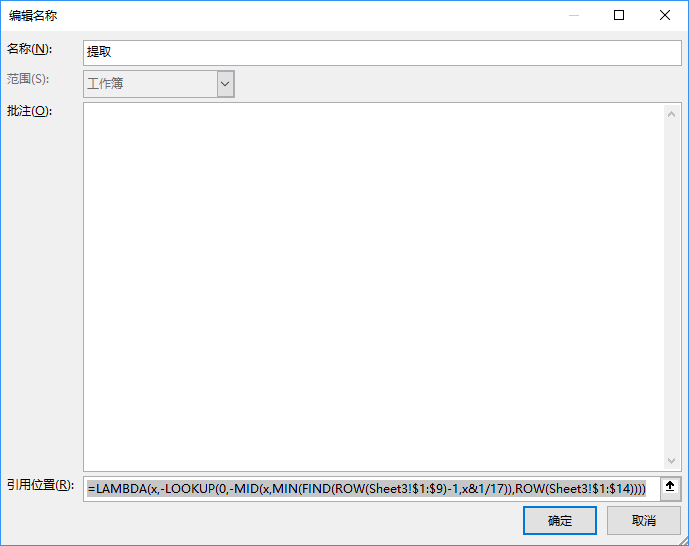 编辑名称
名称(N):
提取
范围(S):
工作簿
批注(O):
引用位置(R):
=LAMBDA(x,-LOOKUP(0,-MID(x,MIN(FIND(ROW(Sheet3!$1:$9)-1,x&1/17)),ROW(Sheet3!$1:$14))))
确定
取消